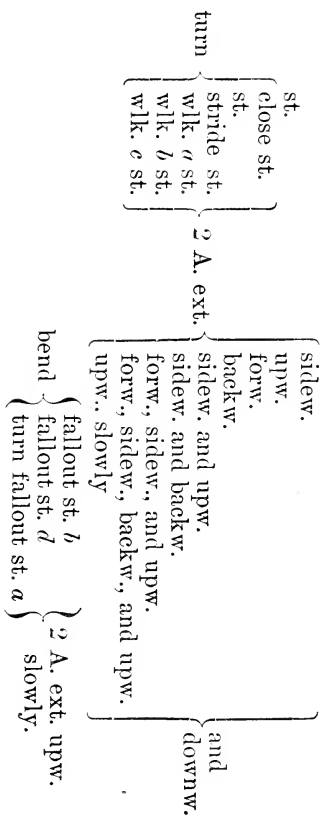 st.
close st.
st.
stride st.
turn
wlk. a st.
wlk. b st.
wlk. c st.
2 A. ext.
sidew.
upw.
forw.
backw.
sidew. and upw.
sidew. and backw.
forw., sidew., and upw.
forw., sidew., backw., and upw.
upw.. slowly
and
downw.
bend
fallout st. b
fallout st. d
turn fallout st. a
2 A. ext. upw.
slowly.